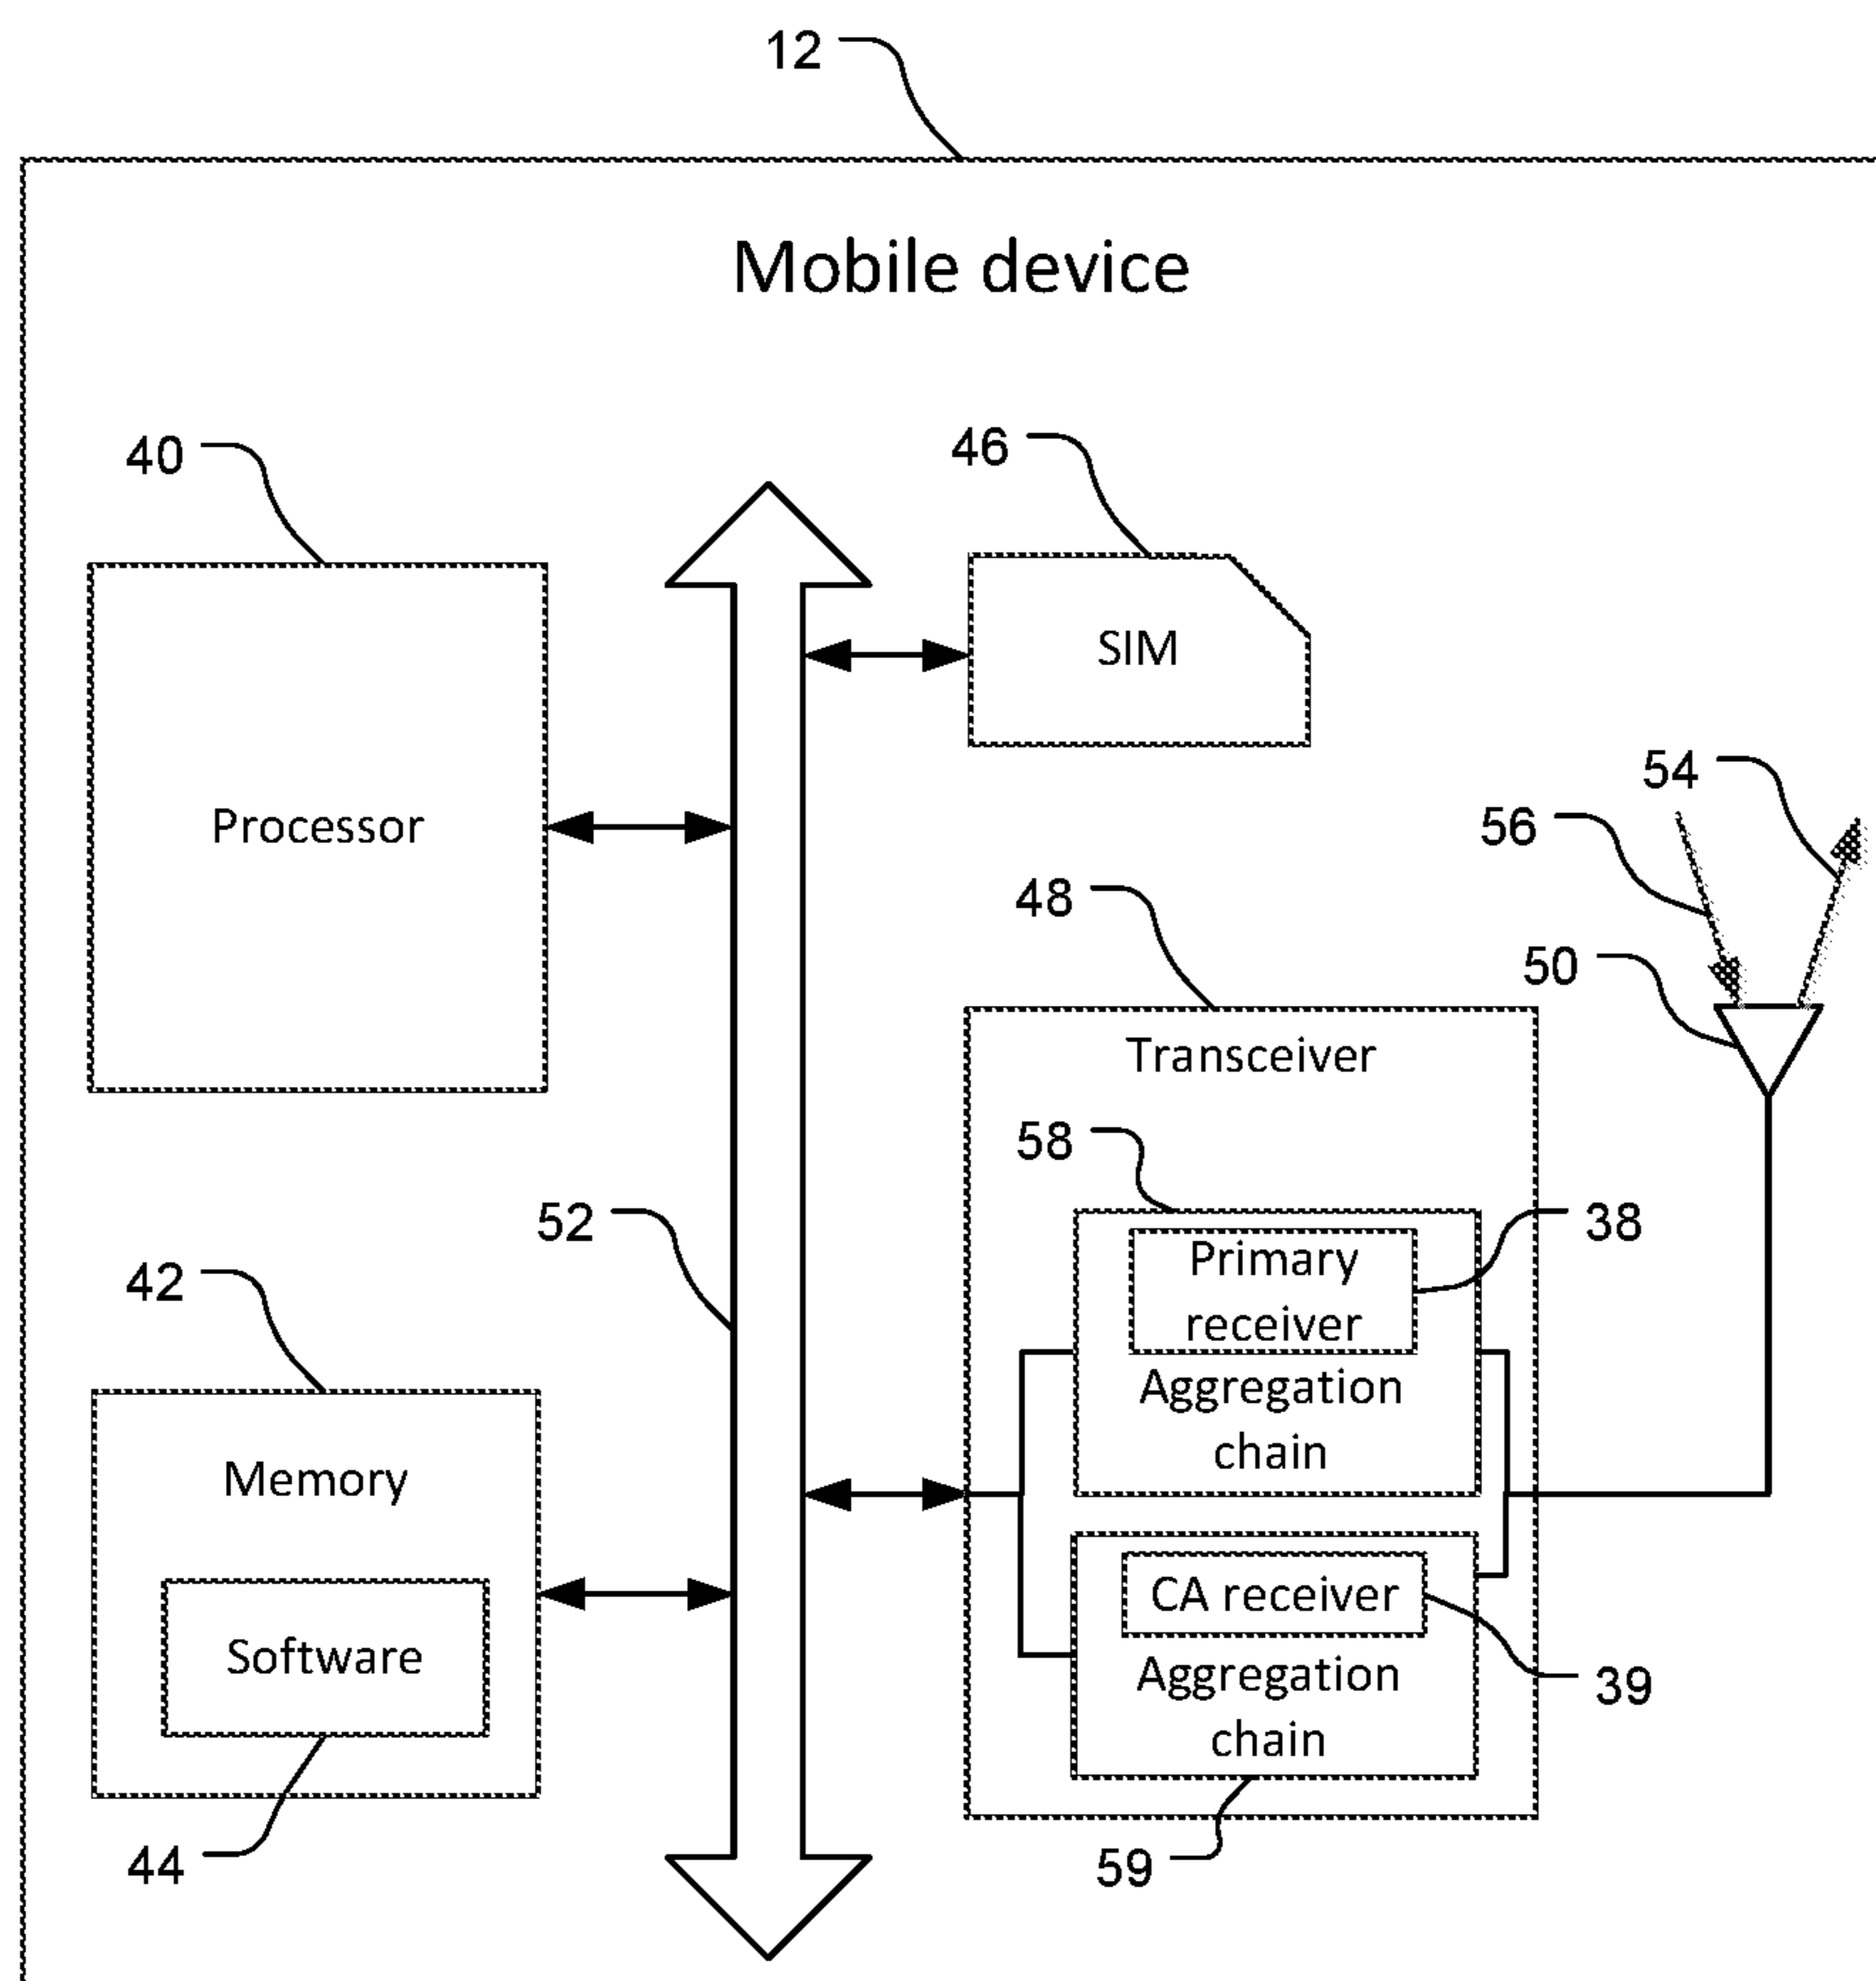 12
Mobile device
40
46
SIM
Processor
54
56
48
50
Transceiver
58
52
38
Primary
receiver
42
Aggregation
chain
Memory
CA receiver
Software
39
Aggregation
chain
44
59